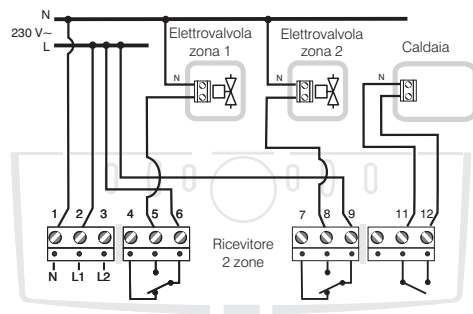 N
230 V~
L
Elettrovalvola
zona 1
Elettrovalvola
zona 2
Caldaia
N
N
N
1 2 3 4 5 6 7 8 9 11 12
Ricevitore
2 zone
N L1 L2